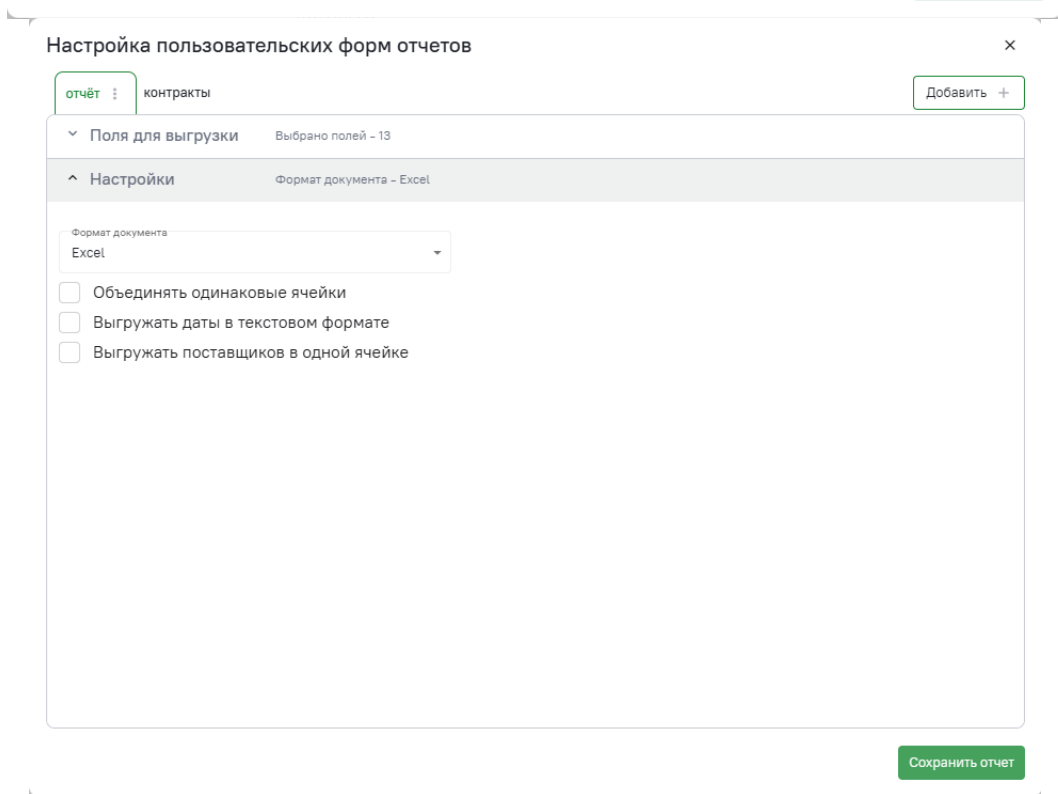 Настройка пользовательских форм отчетов
отчёт контракты Добавить +
Поля для выгрузки Выбрано полей - 13
Настройки Формат документа - Excel
Формат документа
Excel
Объединять одинаковые ячейки
Выгружать даты в текстовом формате
Выгружать поставщиков в одной ячейке
Сохранить отчет